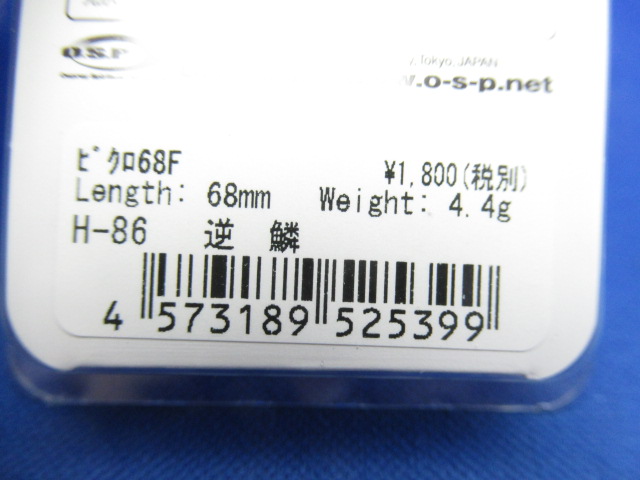 O.S.P
, Tokyo, JAPAN
w.o-s-p.net
ﾋﾟｸﾛ68F ¥1,800(税別)
Length: 68mm Weight: 4.4g
H-86 逆 鱗
4 573189 525399